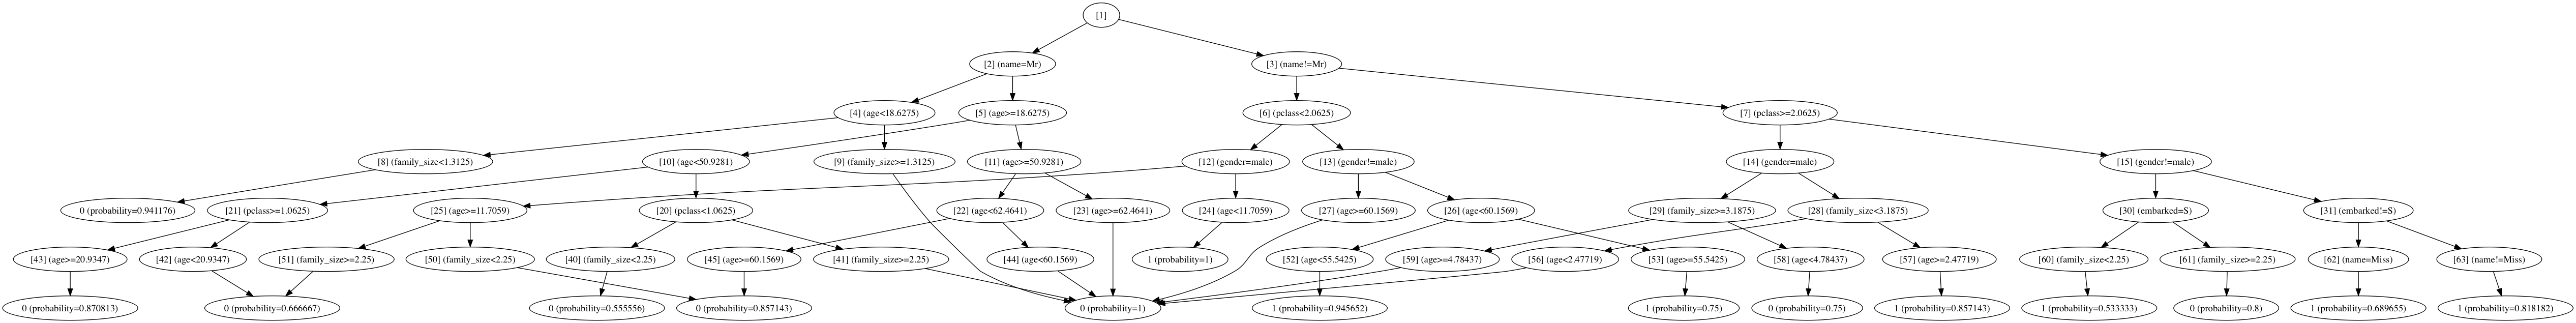 [1]
[2] (name=Mr)
[3] (name!=Mr)
[4] (age<18.6275)
[5] (age>=18.6275)
[6] (pclass<2.0625)
[7] (pclass>=2.0625)
[8] (family_size<1.3125)
[10] (age<50.9281)
[9] (family_size>=1.3125)
[11] (age>=50.9281)
[12] (gender=male)
[13] (gender!=male)
[14] (gender=male)
[15] (gender!=male)
0 (probability=0.941176)
[21] (pclass>=1.0625)
[25] (age>=11.7059)
[20] (pclass<1.0625)
[22] (age<62.4641)
[23] (age>=62.4641)
[24] (age<11.7059)
[27] (age>=60.1569)
[26] (age<60.1569)
[29] (family_size>=3.1875)
[28] (family_size<3.1875)
[30] (embarked=S)
[31] (embarked!=S)
[43] (age>=20.9347)
[42] (age<20.9347)
[51] (family_size>=2.25)
[50] (family_size<2.25)
[40] (family_size<2.25)
[45] (age>=60.1569)
[41] (family_size>=2.25)
[44] (age<60.1569)
1 (probability=1)
[52] (age<55.5425)
[59] (age>=4.78437)
[56] (age<2.47719)
[53] (age>=55.5425)
[58] (age<4.78437)
[57] (age>=2.47719)
[60] (family_size<2.25)
[61] (family_size>=2.25)
[62] (name=Miss)
[63] (name!=Miss)
0 (probability=0.870813)
0 (probability=0.666667)
0 (probability=0.555556)
0 (probability=0.857143)
0 (probability=1)
1 (probability=0.945652)
1 (probability=0.75)
0 (probability=0.75)
1 (probability=0.857143)
1 (probability=0.533333)
0 (probability=0.8)
1 (probability=0.689655)
1 (probability=0.818182)